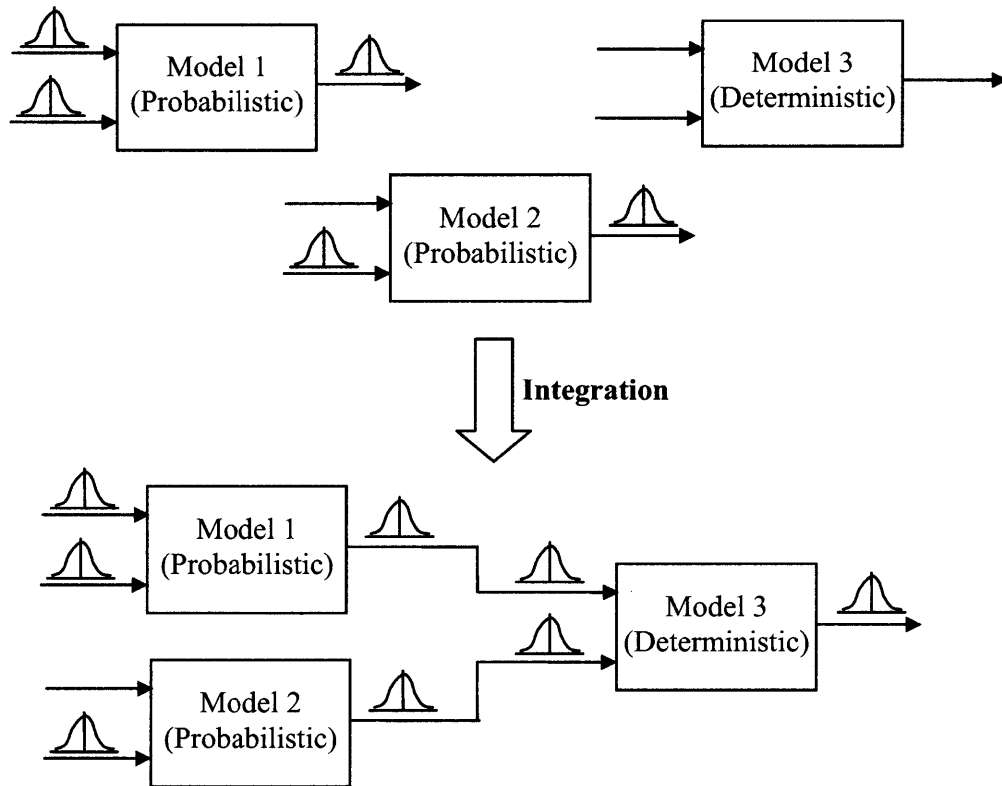 Model 1
(Probabilistic)
Model 3
(Deterministic)
Model 2
(Probabilistic)
Integration
Model 1
(Probabilistic)
Model 3
(Deterministic)
Model 2
(Probabilistic)